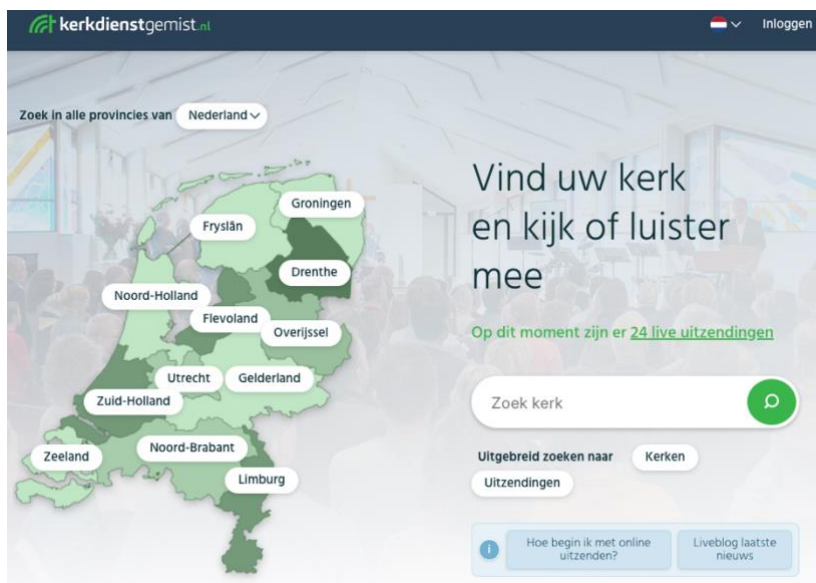 kerkdienstgemist.nl
Inloggen
Zoek in alle provincies van Nederland
Groningen
Fryslân
Drenthe
Noord-Holland
Flevoland
Overijssel
Utrecht
Gelderland
Zuid-Holland
Noord-Brabant
Zeeland
Limburg
Vind uw kerk
en kijk of luister
mee
Op dit moment zijn er 24 live uitzendingen
Zoek kerk
Uitgebreid zoeken naar Kerken
Uitzendingen
Hoe begin ik met online
uitzenden?
Liveblog laatste
nieuws